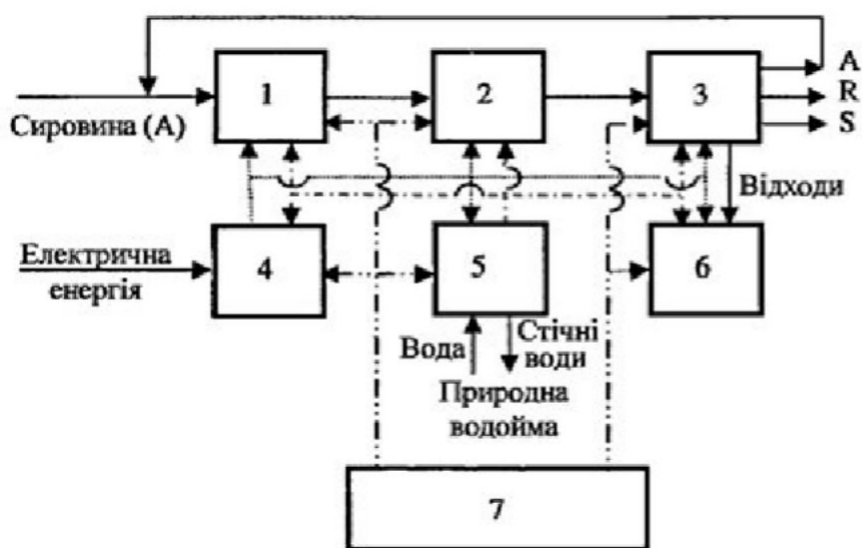 1
2
3
A
R
S
Сировина (А)
Відходи
4
5
6
Електрична
енергія
Вода
Стічні
води
Природна
водойма
7